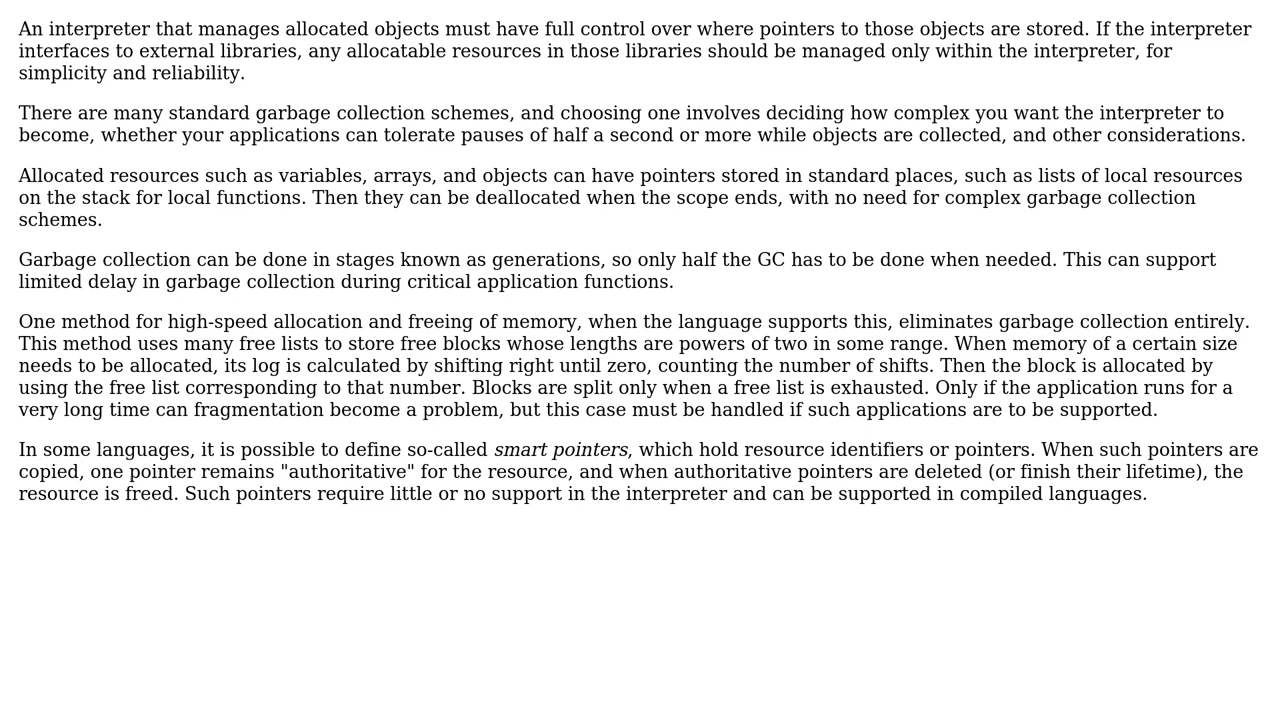 An interpreter that manages allocated objects must have full control over where pointers to those objects are stored. If the interpreter
interfaces to external libraries, any allocatable resources in those libraries should be managed only within the interpreter, for
simplicity and reliability.
There are many standard garbage collection schemes, and choosing one involves deciding how complex you want the interpreter to
become, whether your applications can tolerate pauses of half a second or more while objects are collected, and other considerations.
Allocated resources such as variables, arrays, and objects can have pointers stored in standard places, such as lists of local resources
on the stack for local functions. Then they can be deallocated when the scope ends, with no need for complex garbage collection
schemes.
Garbage collection can be done in stages known as generations, so only half the GC has to be done when needed. This can support
limited delay in garbage collection during critical application functions.
One method for high-speed allocation and freeing of memory, when the language supports this, eliminates garbage collection entirely.
This method uses many free lists to store free blocks whose lengths are powers of two in some range. When memory of a certain size
needs to be allocated, its log is calculated by shifting right until zero, counting the number of shifts. Then the block is allocated by
using the free list corresponding to that number. Blocks are split only when a free list is exhausted. Only if the application runs for a
very long time can fragmentation become a problem, but this case must be handled if such applications are to be supported.
In some languages, it is possible to define so-called smart pointers, which hold resource identifiers or pointers. When such pointers are
copied, one pointer remains "authoritative" for the resource, and when authoritative pointers are deleted (or finish their lifetime), the
resource is freed. Such pointers require little or no support in the interpreter and can be supported in compiled languages.